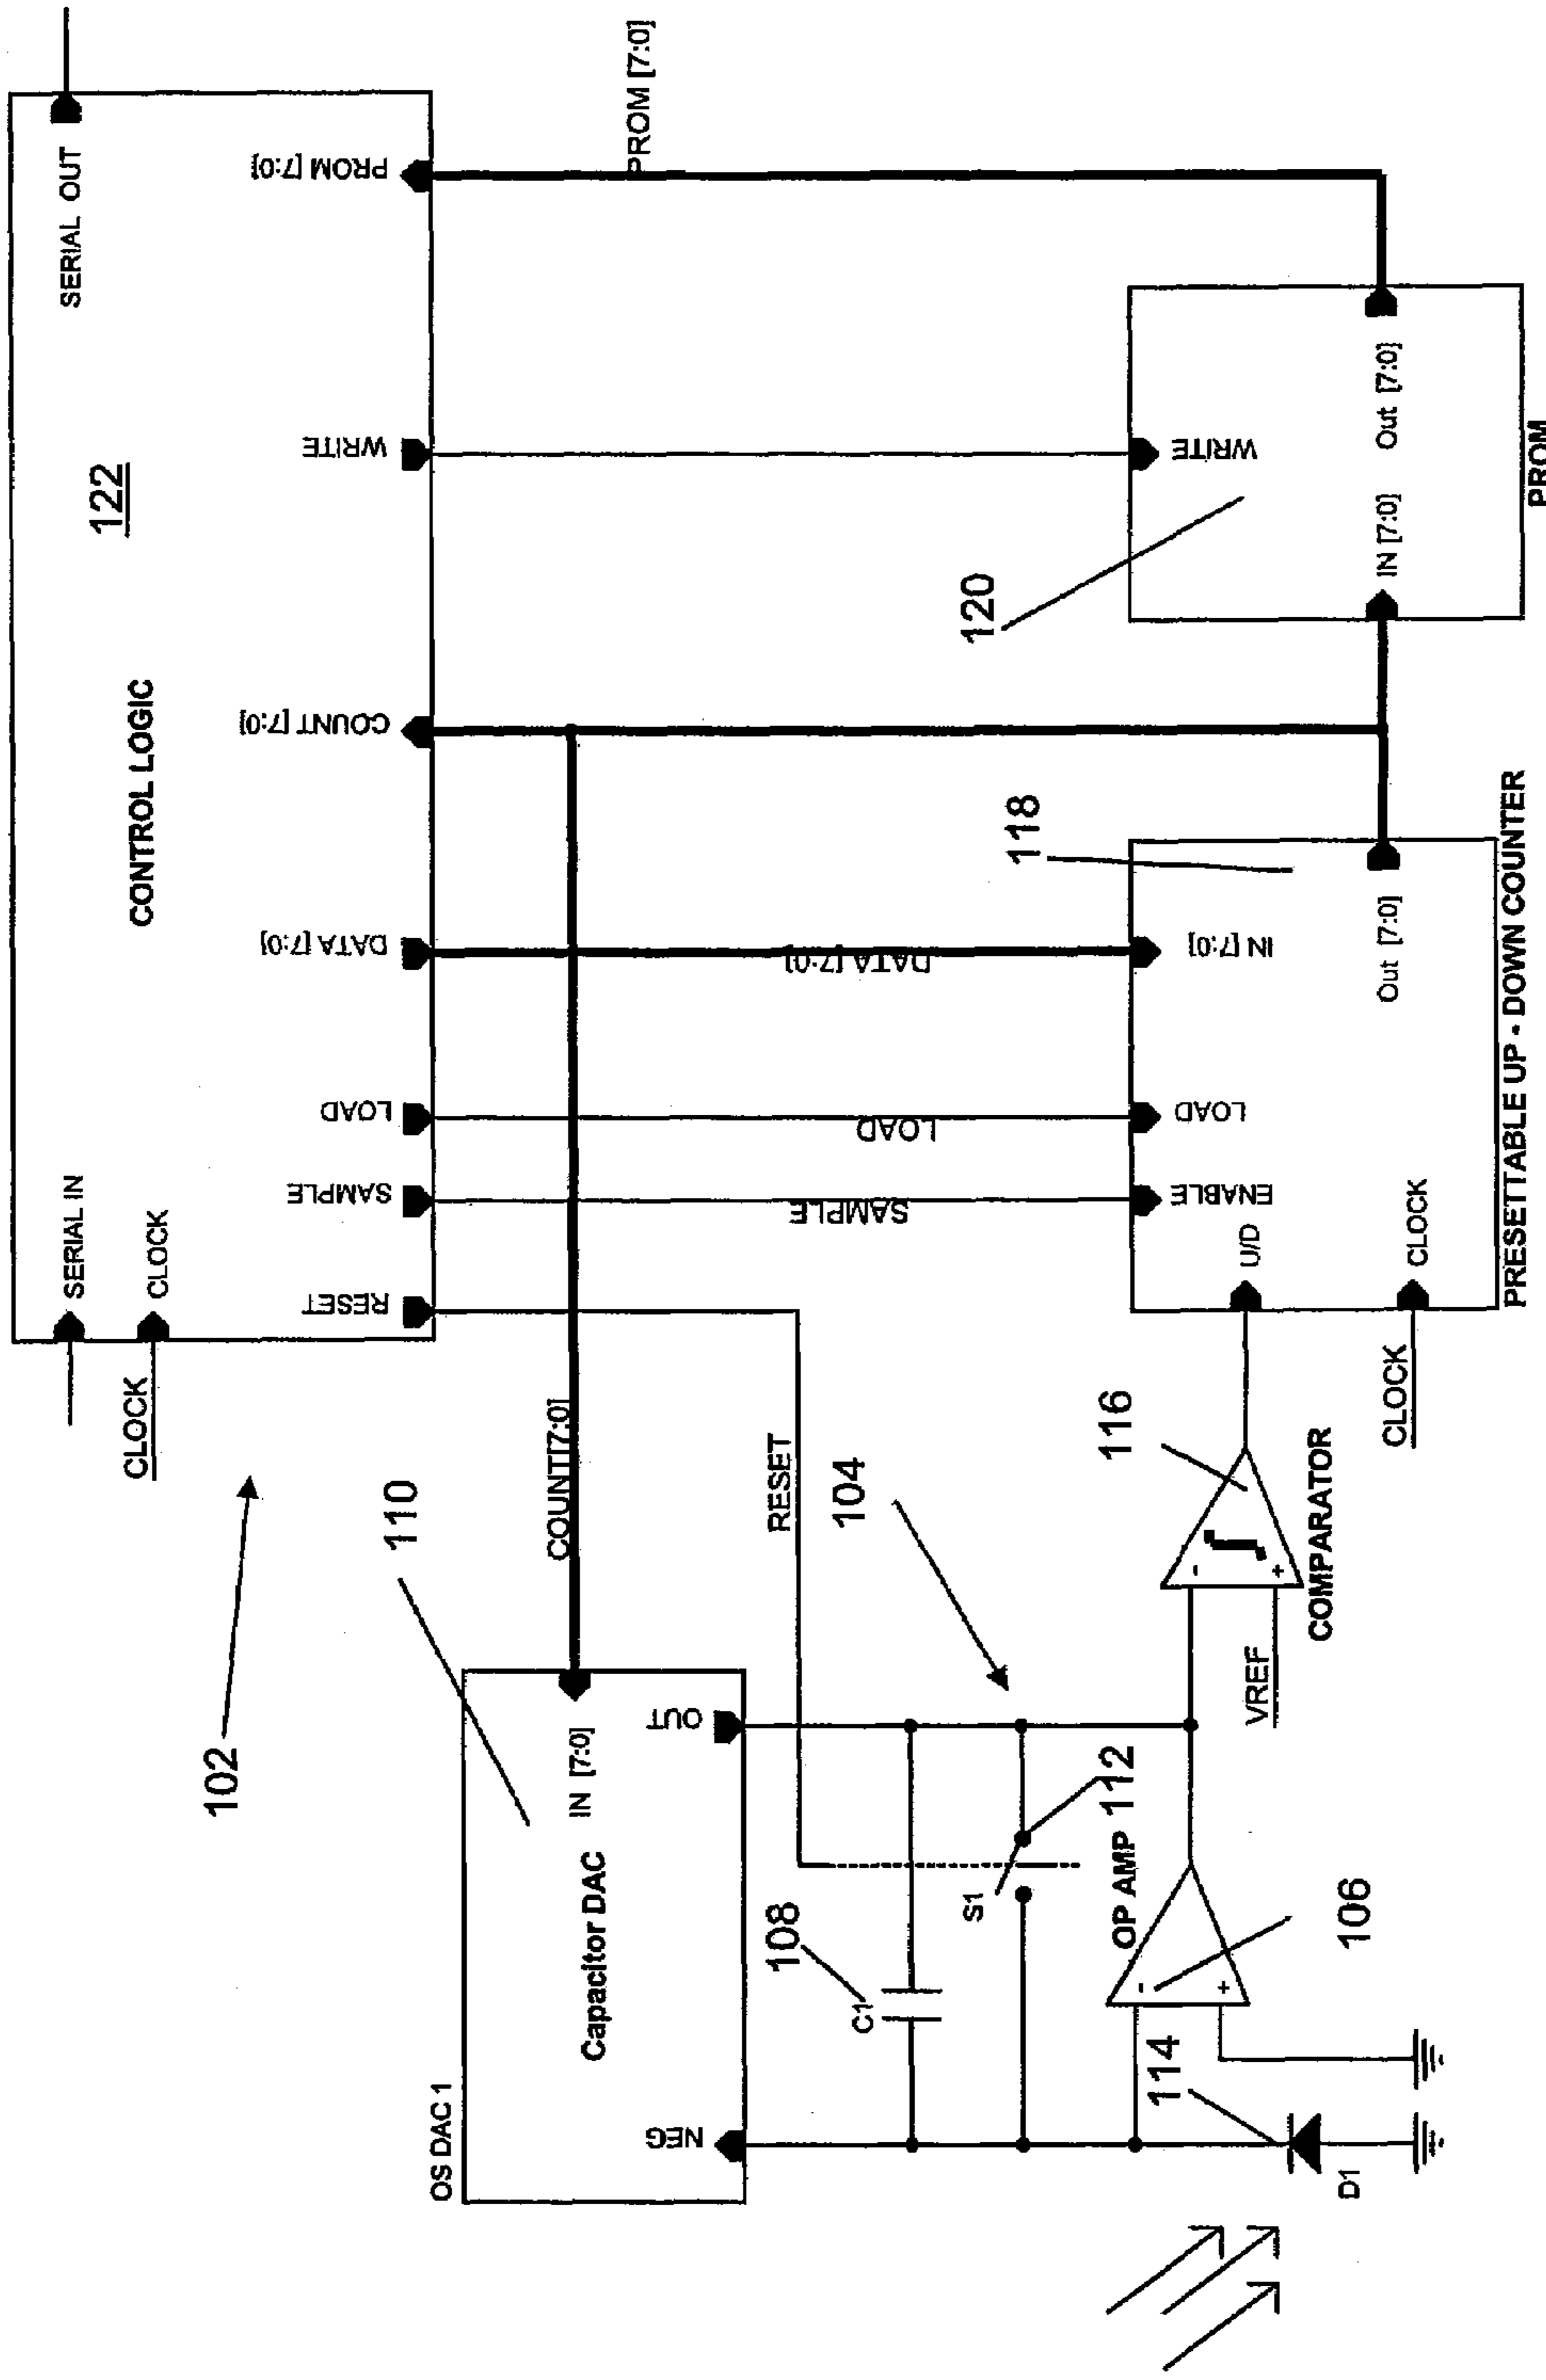 SERIAL IN
CLOCK
CLOCK
SERIAL OUT
122
CONTROL LOGIC
RESET
SAMPLE
LOAD
DATA [7:0]
COUNT [7:0]
WRITE
PROM [7:0]
102
110
OS DAC 1
Capacitor DAC
IN [7:0]
NEG
OUT
COUNT[7:0]
RESET
SAMPLE
LOAD
DATA [7:0]
PROM [7:0]
108
C1
104
S1
112
OP AMP
-
+
106
114
D1
116
-
+
VREF
COMPARATOR
118
U/D
ENABLE
LOAD
IN [7:0]
Out [7:0]
CLOCK
CLOCK
PRESETTABLE UP - DOWN COUNTER
120
WRITE
IN [7:0]
Out [7:0]
PROM